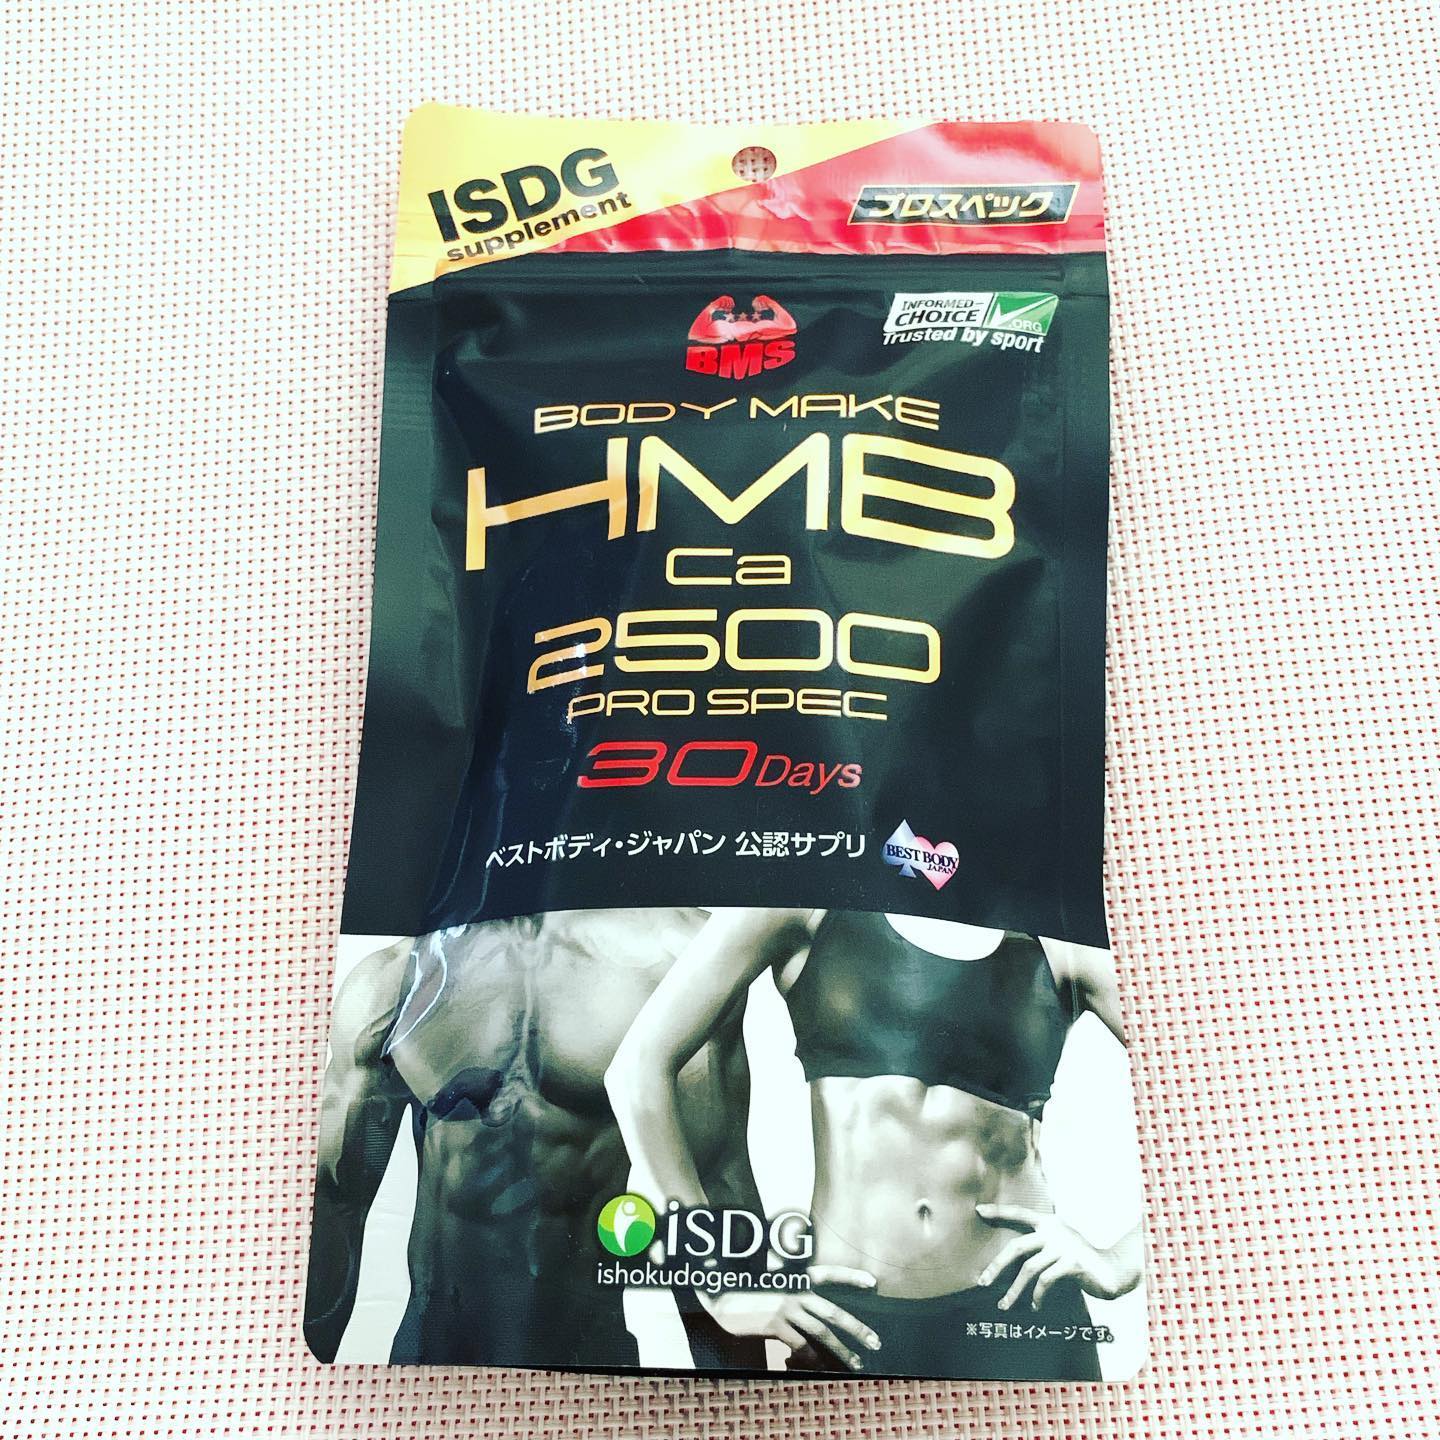 ISDG
supplement
プロスペック
INFORMED-
CHOICE
.ORG
Trusted by sport
BMS
BODY MAKE
HMB
Ca
2500
PRO SPEC
30Days
ベストボディ・ジャパン 公認サプリ
BEST BODY
JAPAN
iSDG
ishokudogen.com
※写真はイメージです。